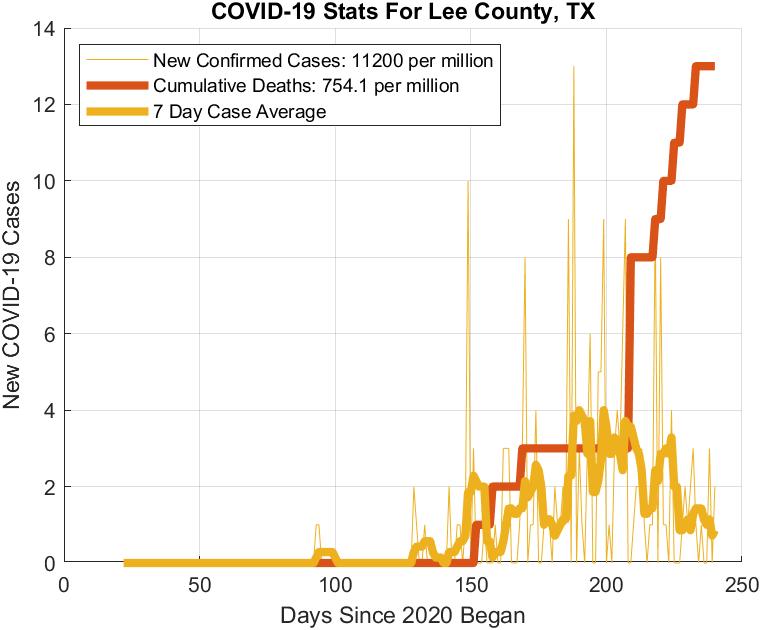 COVID-19 Stats For Lee County, TX
New Confirmed Cases: 11200 per million
Cumulative Deaths: 754.1 per million
7 Day Case Average
New COVID-19 Cases
14
12
10
8
6
4
2
0
0 50 100 150 200 250
Days Since 2020 Began